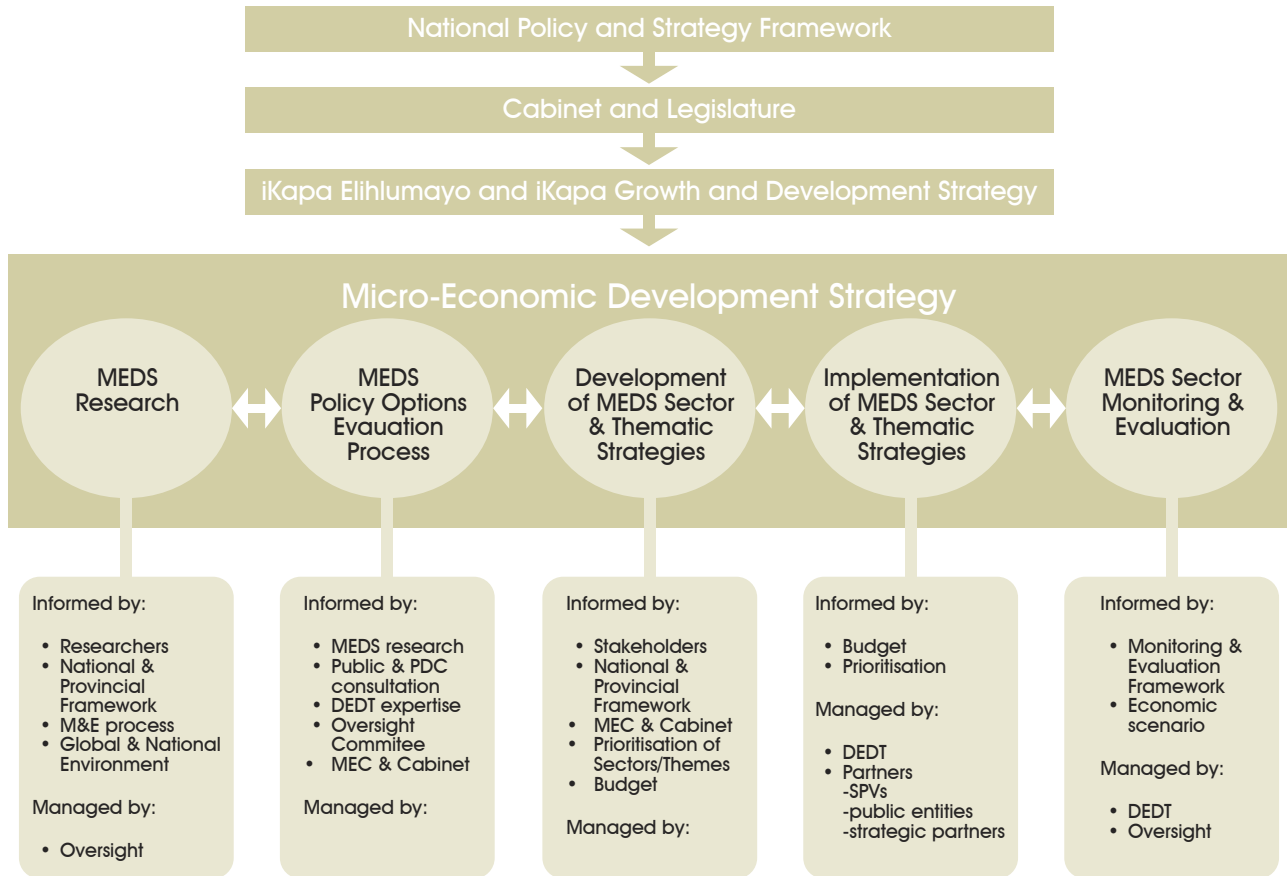 National Policy and Strategy Framework
Cabinet and Legislature
iKapa Elihlumayo and iKapa Growth and Development Strategy
Micro-Economic Development Strategy
MEDS
Research
MEDS
Policy Options
Evauation
Process
Development
of MEDS Sector
& Thematic
Strategies
Implementation
of MEDS Sector
& Thematic
Strategies
MEDS Sector
Monitoring &
Evaluation
Informed by:
• Researchers
• National &
Provincial
Framework
• M&E process
• Global & National
Environment
Managed by:
• Oversight
Informed by:
• MEDS research
• Public & PDC
consultation
• DEDT expertise
• Oversight
Commitee
• MEC & Cabinet
Managed by:
Informed by:
• Stakeholders
• National &
Provincial
Framework
• MEC & Cabinet
• Prioritisation of
Sectors/Themes
• Budget
Managed by:
Informed by:
• Budget
• Prioritisation
Managed by:
• DEDT
• Partners
-SPVs
-public entities
-strategic partners
Informed by:
• Monitoring &
Evaluation
Framework
• Economic
scenario
Managed by:
• DEDT
• Oversight